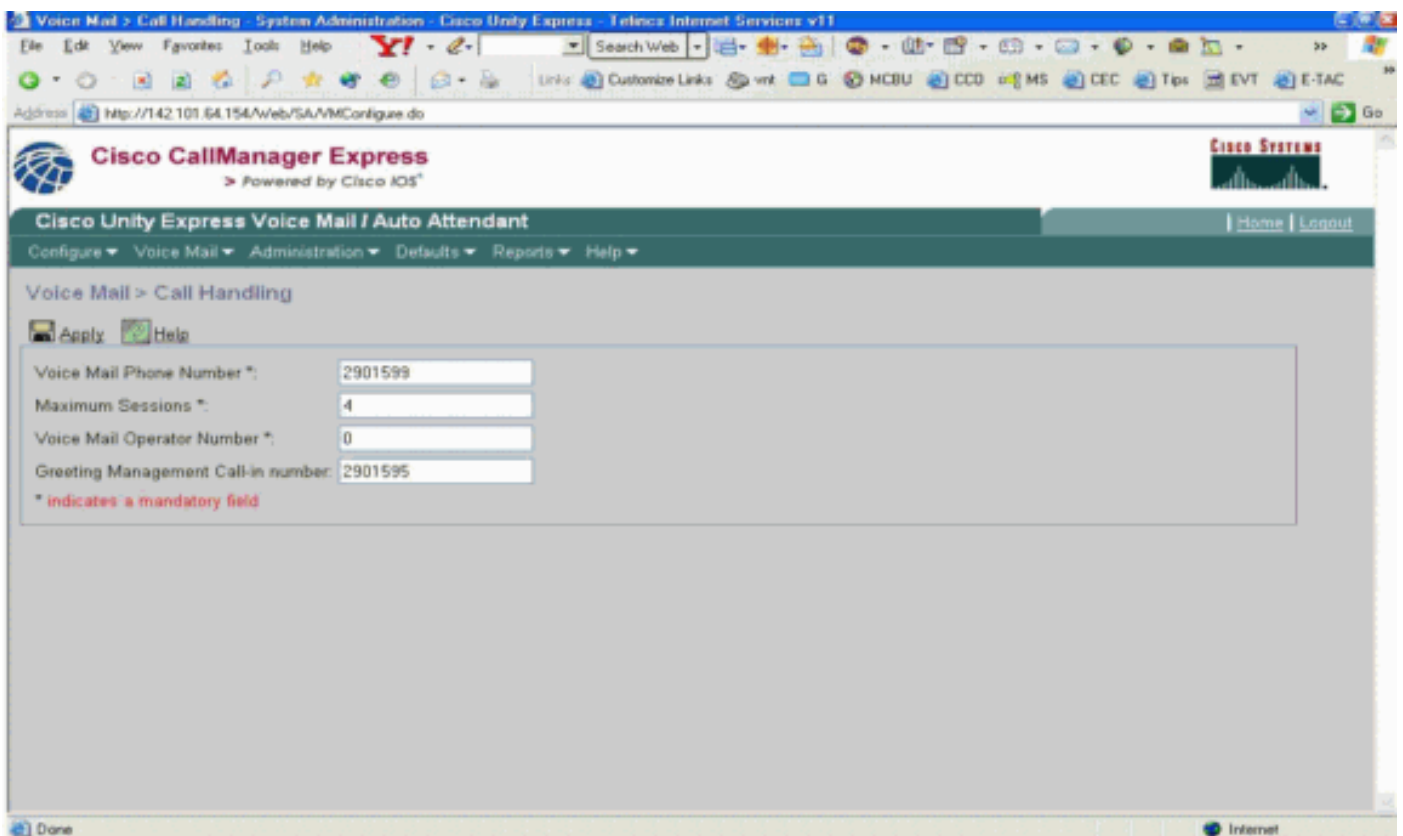 Voice Mail > Call Handling - System Administration - Cisco Unity Express - Telincs Internet Services v11
File Edit View Favorites Tools Help Y! Search Web
Links Customize Links vnt G MCBU CCO MS CEC Tips EVT E-TAC
Address http://142.101.64.154/Web/SA/VMConfigure.do Go
Cisco CallManager Express
> Powered by Cisco IOS
CISCO SYSTEMS
Cisco Unity Express Voice Mail / Auto Attendant
Home | Logout
Configure Voice Mail Administration Defaults Reports Help
Voice Mail > Call Handling
Apply Help
Voice Mail Phone Number *: 2901599
Maximum Sessions *: 4
Voice Mail Operator Number *: 0
Greeting Management Call-in number: 2901595
* indicates a mandatory field
Done Internet